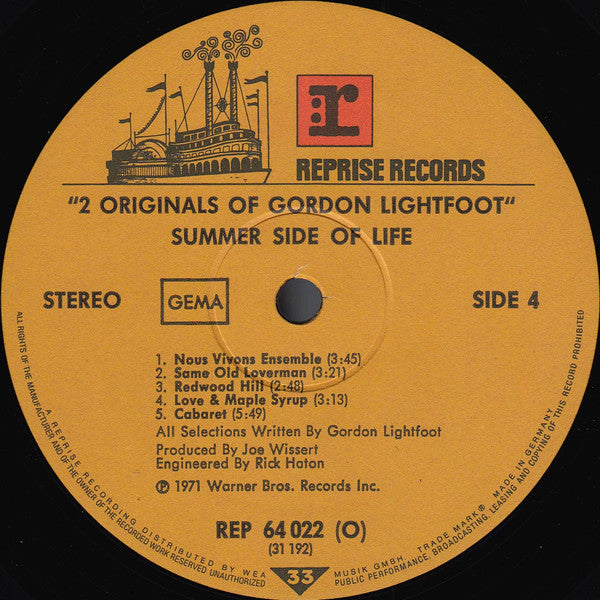 r
REPRISE RECORDS
"2 ORIGINALS OF GORDON LIGHTFOOT"
SUMMER SIDE OF LIFE
STEREO
GEMA
SIDE 4
1. Nous Vivons Ensemble (3:45)
2. Same Old Loverman (3:21)
3. Redwood Hill (2:48)
4. Love & Maple Syrup (3:13)
5. Cabaret (5:49)
All Selections Written By Gordon Lightfoot
Produced By Joe Wissert
Engineered By Rick Haton
℗ 1971 Warner Bros. Records Inc.
REP 64 022 (O)
(31 192)
33
A REPRISE RECORDING DISTRIBUTED BY WEA MUSIK GMBH. TRADE MARK® MADE IN GERMANY
ALL RIGHTS OF THE MANUFACTURER AND OF THE OWNER OF THE RECORDED WORK RESERVED UNAUTHORIZED PUBLIC PERFORMANCE, BROADCASTING, LEASING AND COPYING OF THIS RECORD PROHIBITED